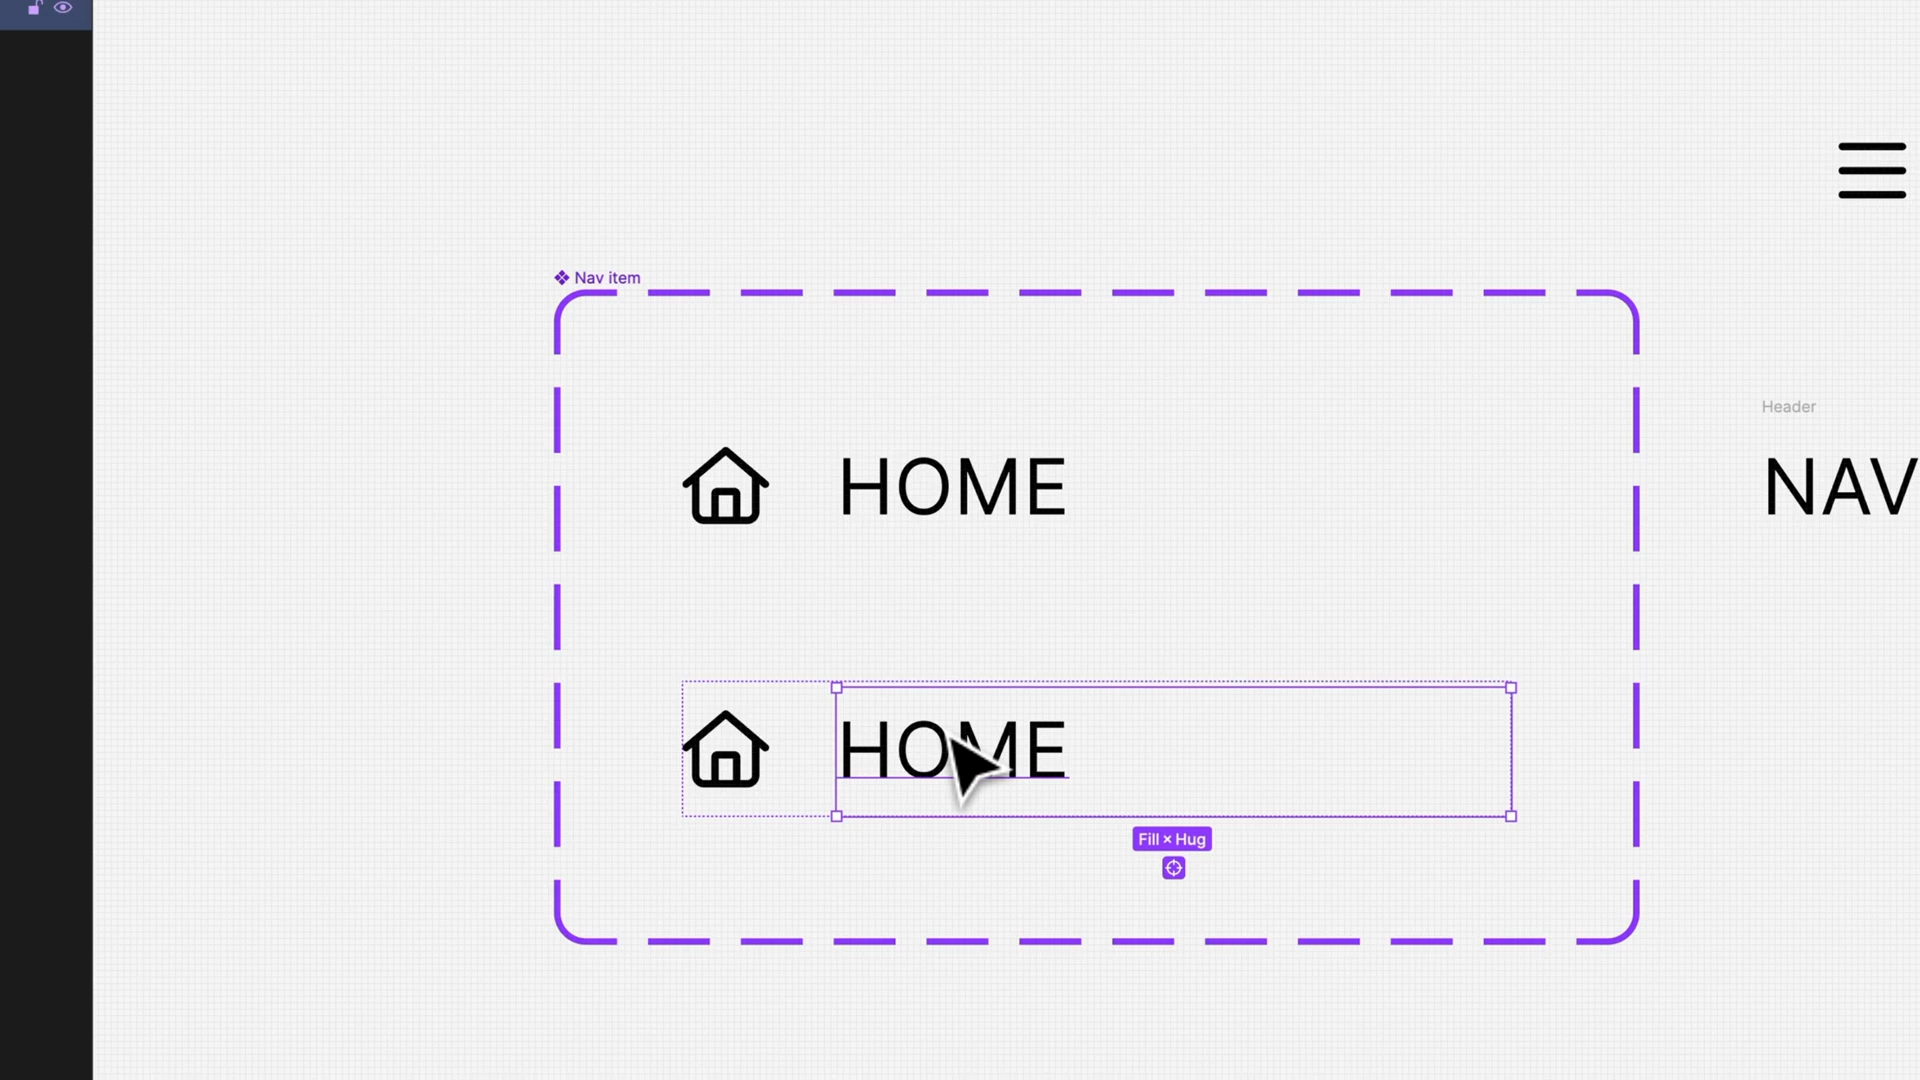 Nav item
Header
HOME
NAV
HOME
Fill × Hug